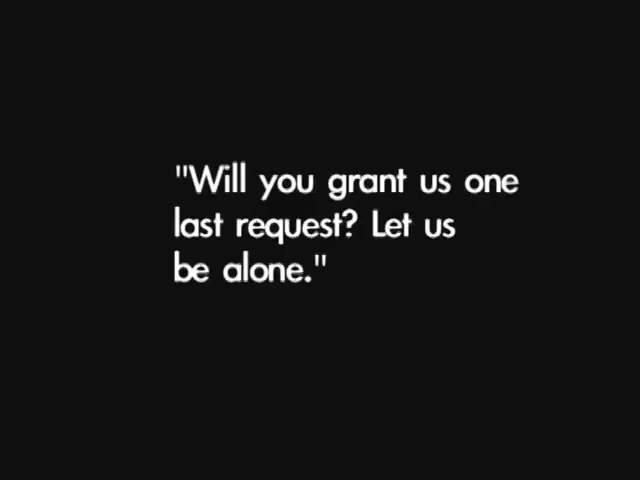 "Will you grant us one
last request? Let us
be alone."